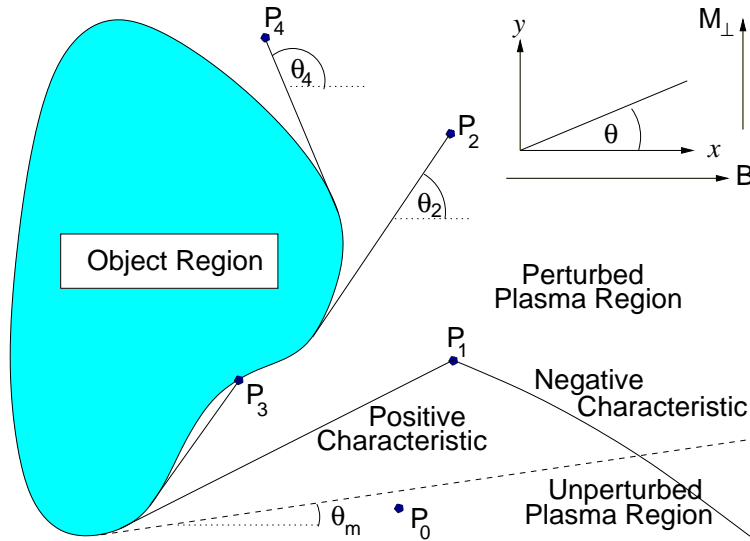 P4
θ4
y
M⊥
θ
x
B
P2
θ2
Object Region
Perturbed
Plasma Region
P1
P3
Positive
Characteristic
Negative
Characteristic
θm
P0
Unperturbed
Plasma Region